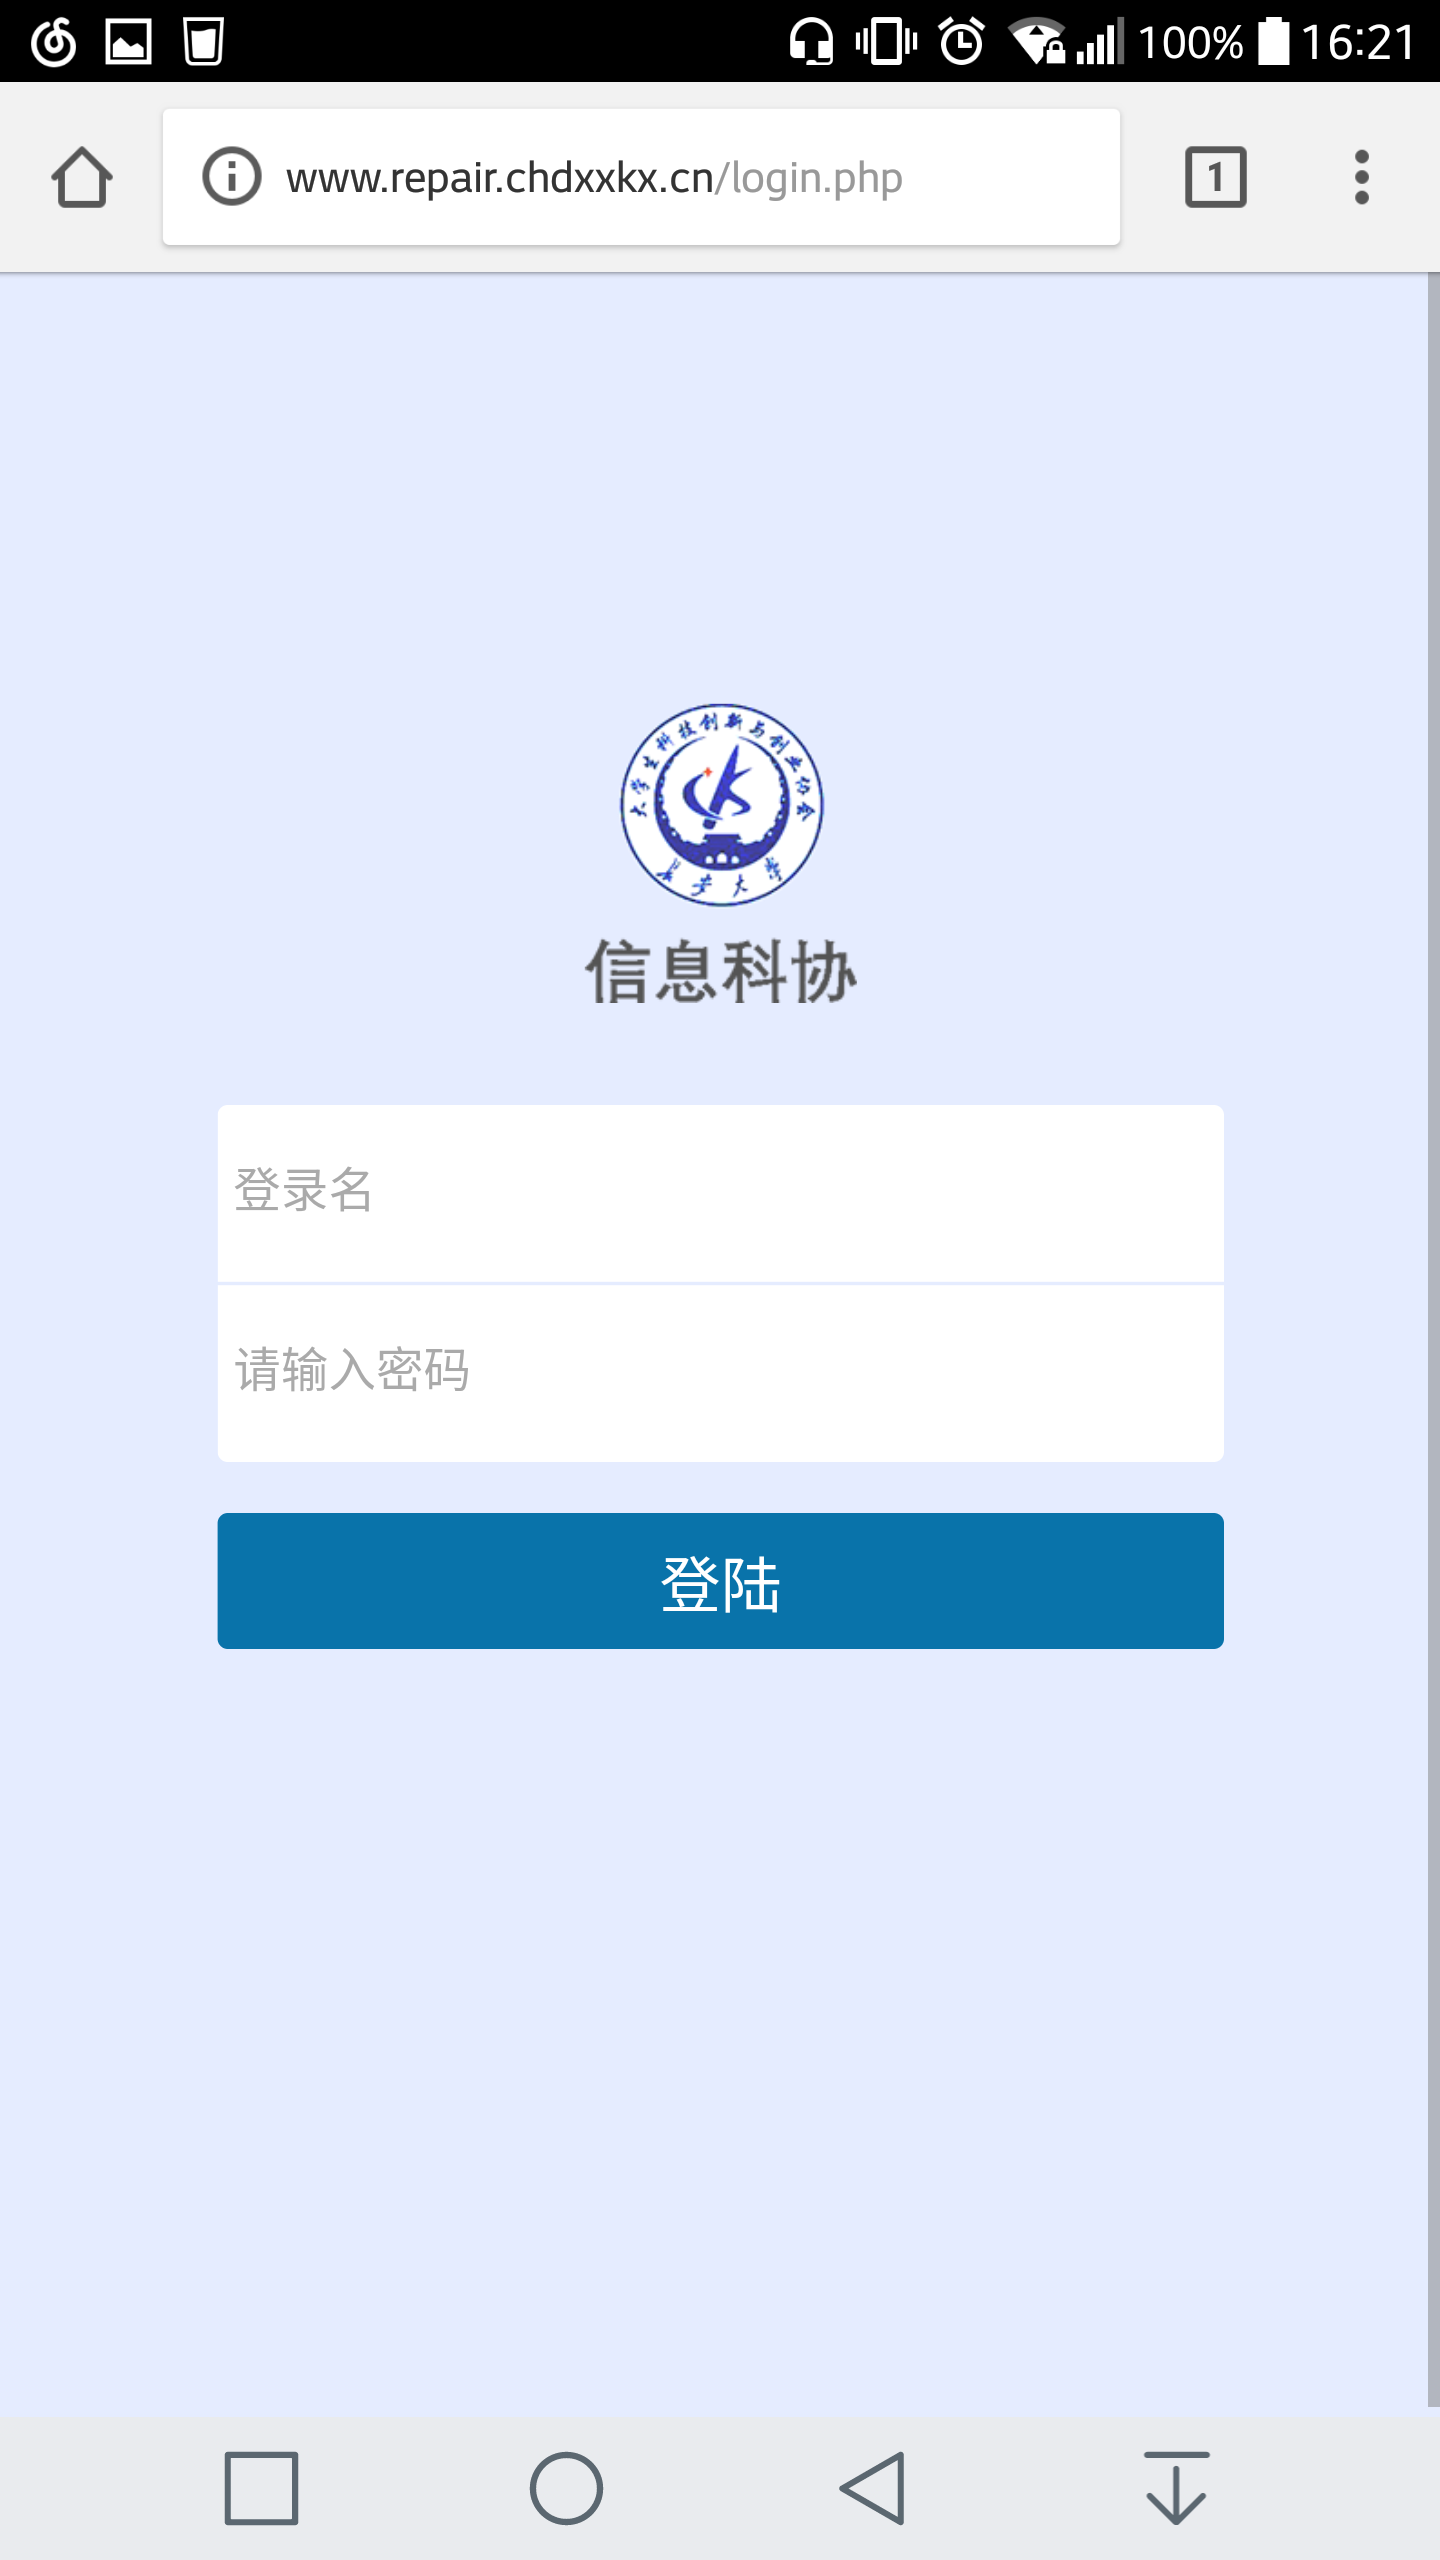 100% 16:21
www.repair.chdxxkx.cn/login.php
1
大学生科技创新与创业协会
长安大学
信息科协
登录名
请输入密码
登陆